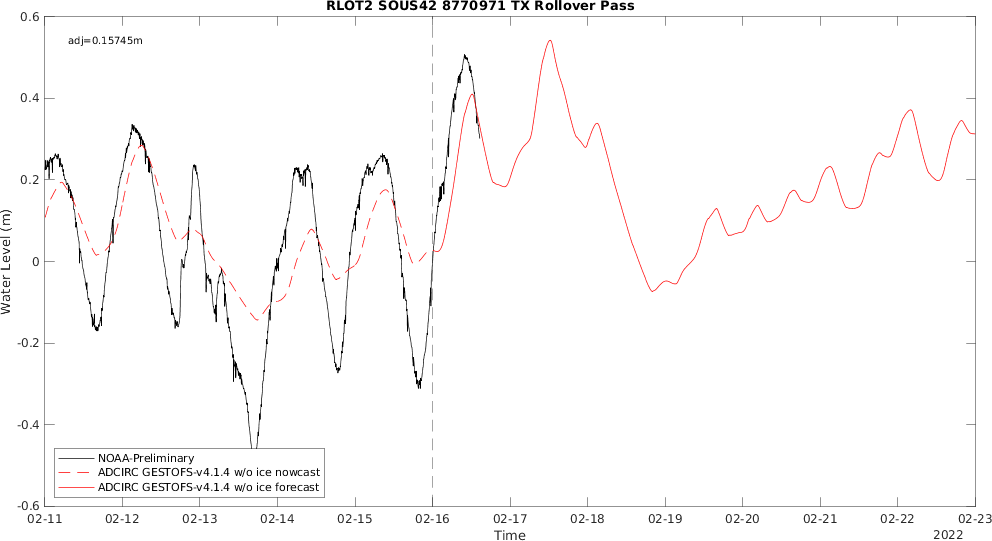 RLOT2 SOUS42 8770971 TX Rollover Pass
adj=0.15745m
0.6
0.4
0.2
0
-0.2
-0.4
-0.6
Water Level (m)
NOAA-Preliminary
ADCIRC GESTOFS-v4.1.4 w/o ice nowcast
ADCIRC GESTOFS-v4.1.4 w/o ice forecast
02-11 02-12 02-13 02-14 02-15 02-16 02-17 02-18 02-19 02-20 02-21 02-22 02-23
Time
2022